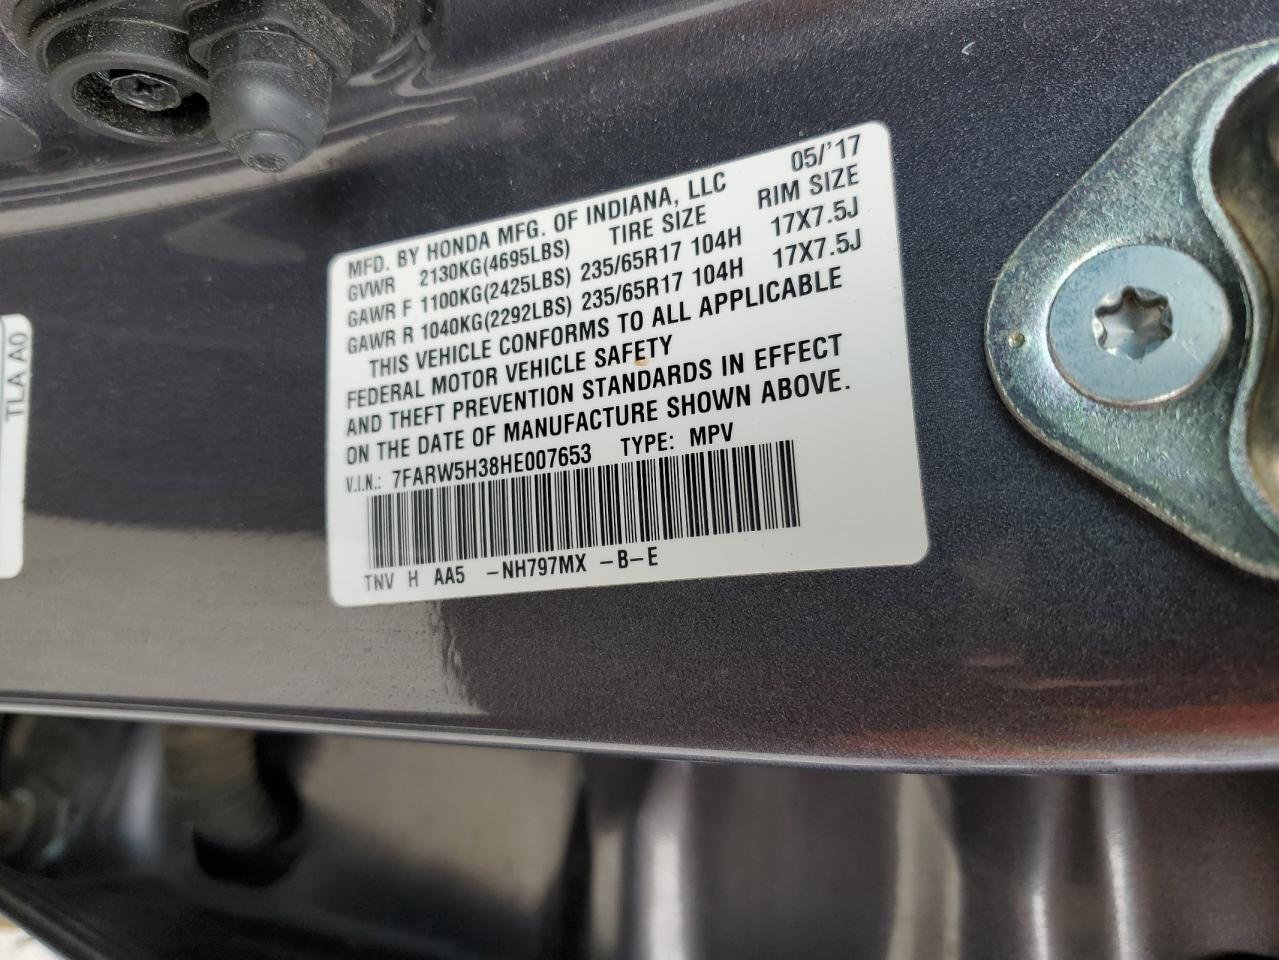 MFD. BY HONDA MFG. OF INDIANA, LLC 05/'17
GVWR 2130KG(4695LBS) TIRE SIZE RIM SIZE
GAWR F 1100KG(2425LBS) 235/65R17 104H 17X7.5J
GAWR R 1040KG(2292LBS) 235/65R17 104H 17X7.5J
THIS VEHICLE CONFORMS TO ALL APPLICABLE
FEDERAL MOTOR VEHICLE SAFETY
AND THEFT PREVENTION STANDARDS IN EFFECT
ON THE DATE OF MANUFACTURE SHOWN ABOVE.
V.I.N.: 7FARW5H38HE007653 TYPE: MPV
TNV H AA5 -NH797MX -B-E
TLA A0